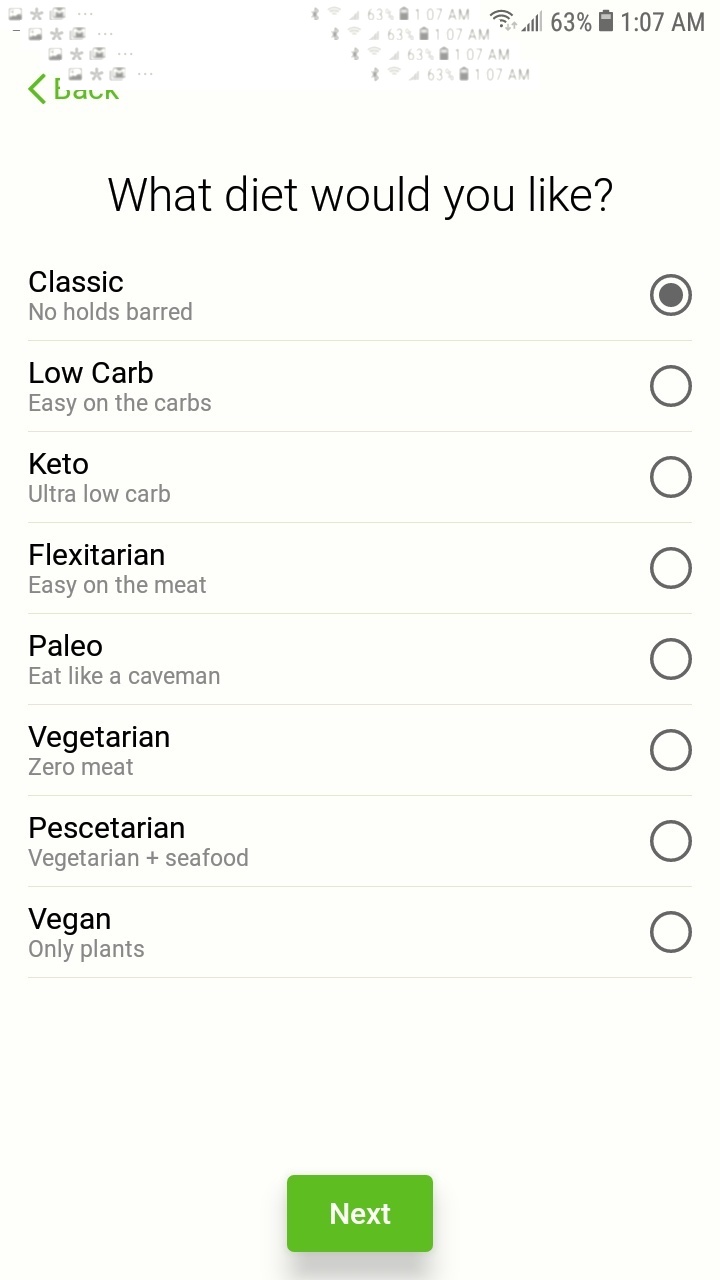 63% 1:07 AM
63% 1 07 AM
63% 1 07 AM
63% 1 07 AM
63% 1 07 AM
Back
What diet would you like?
Classic
No holds barred
Low Carb
Easy on the carbs
Keto
Ultra low carb
Flexitarian
Easy on the meat
Paleo
Eat like a caveman
Vegetarian
Zero meat
Pescetarian
Vegetarian + seafood
Vegan
Only plants
Next